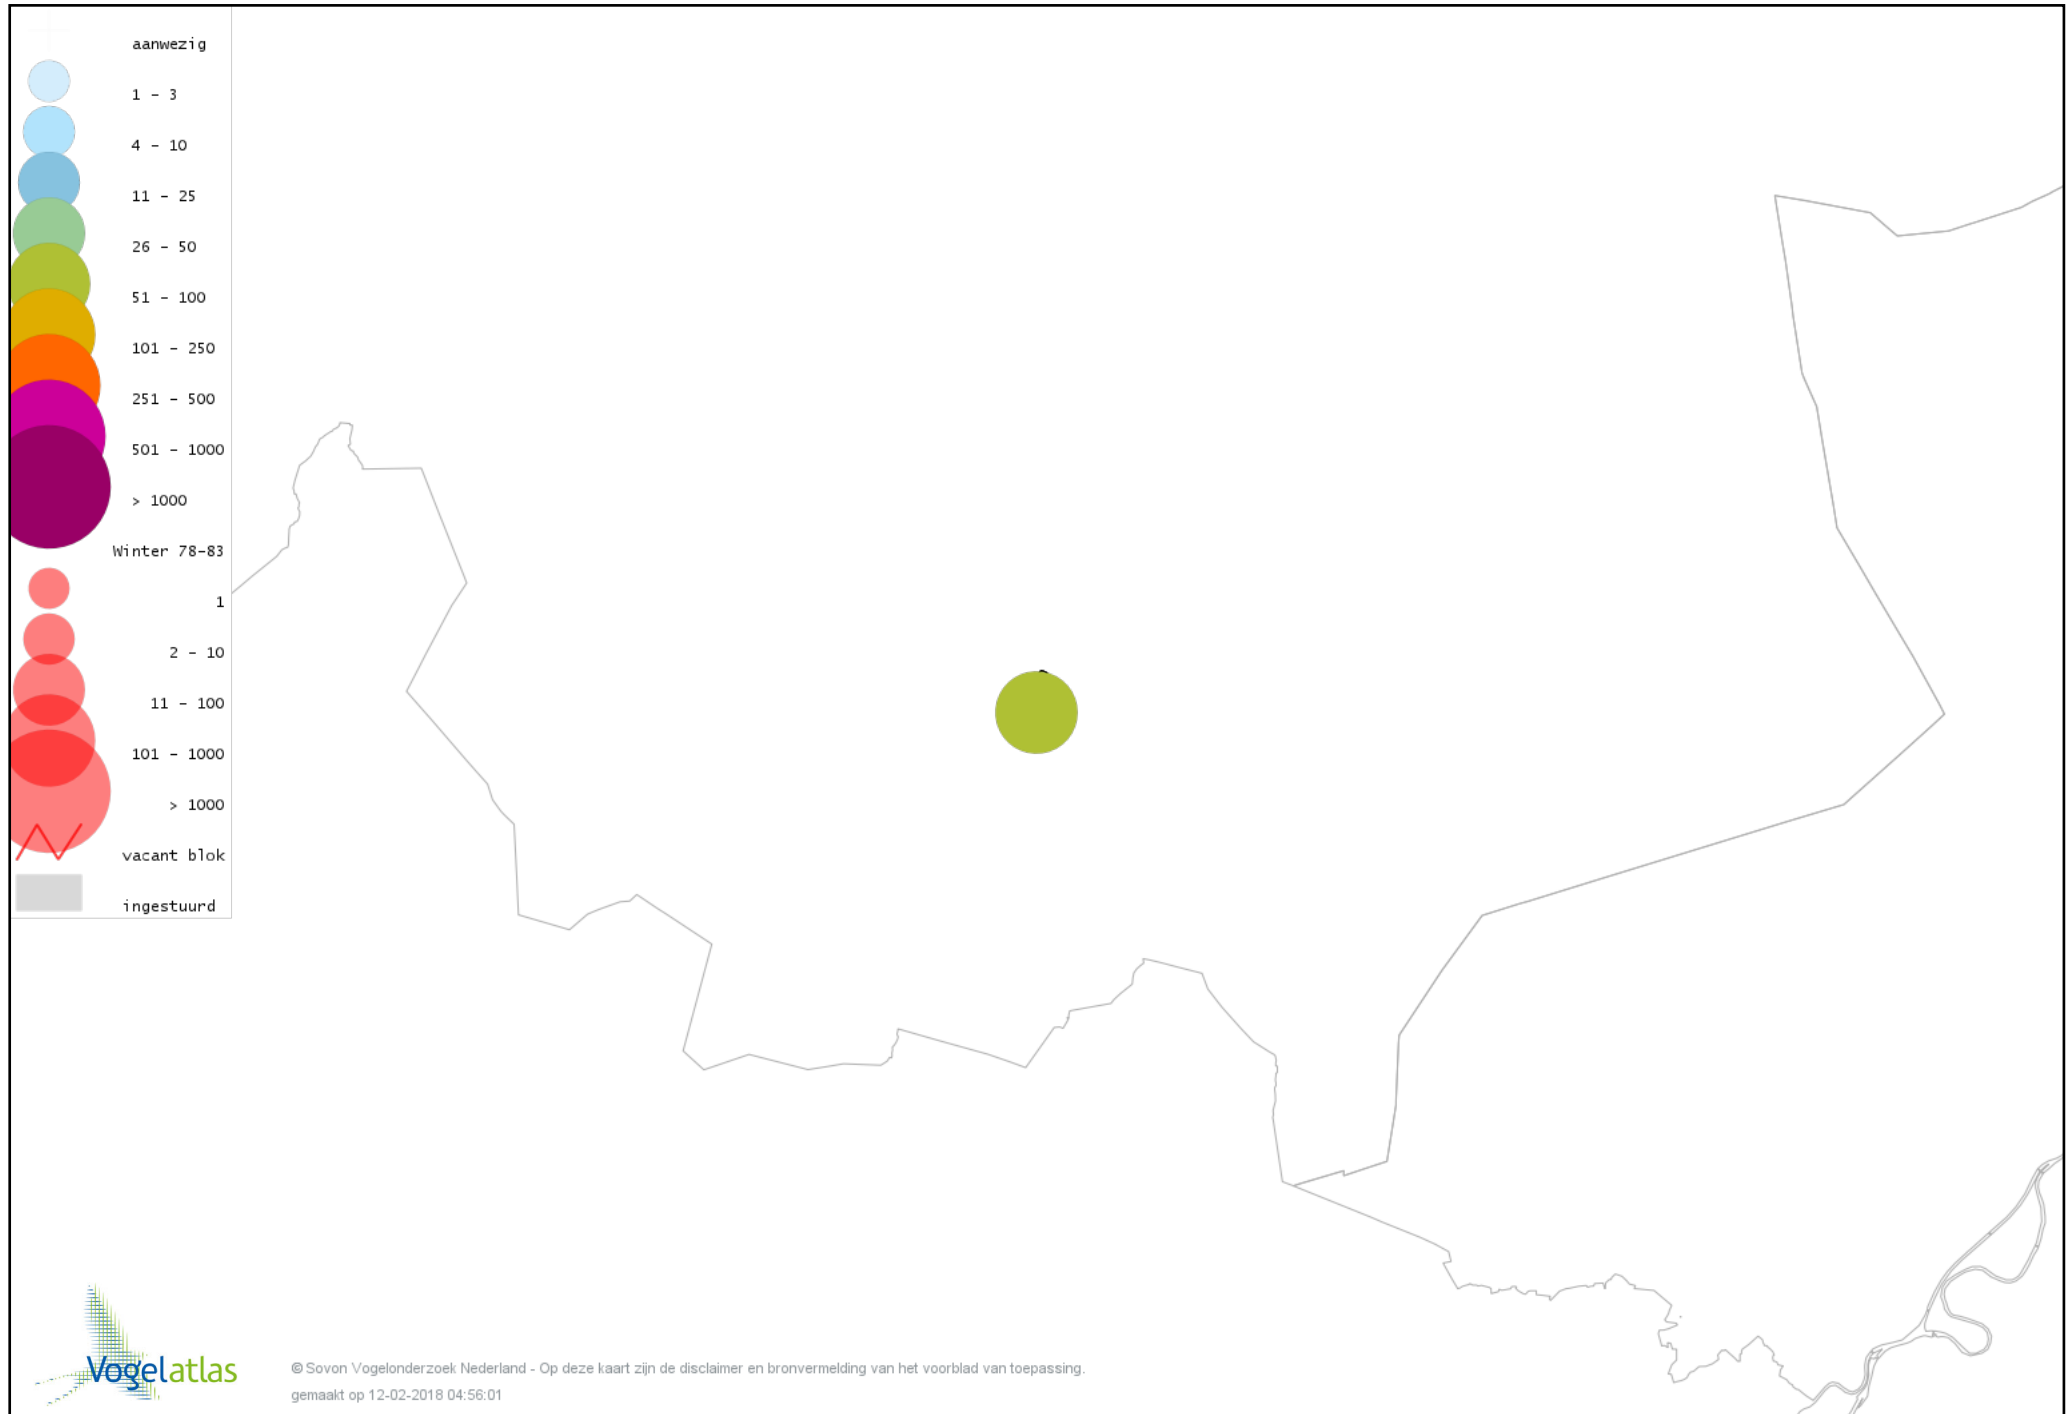 aanwezig
1 - 3
4 - 10
11 - 25
26 - 50
51 - 100
101 - 250
251 - 500
501 - 1000
> 1000
Winter 78-83
1
2 - 10
11 - 100
101 - 1000
> 1000
vacant blok
ingestuurd
Vogelatlas
© Sovon Vogelonderzoek Nederland - Op deze kaart zijn de disclaimer en bronvermelding van het voorblad van toepassing.
gemaakt op 12-02-2018 04:56:01